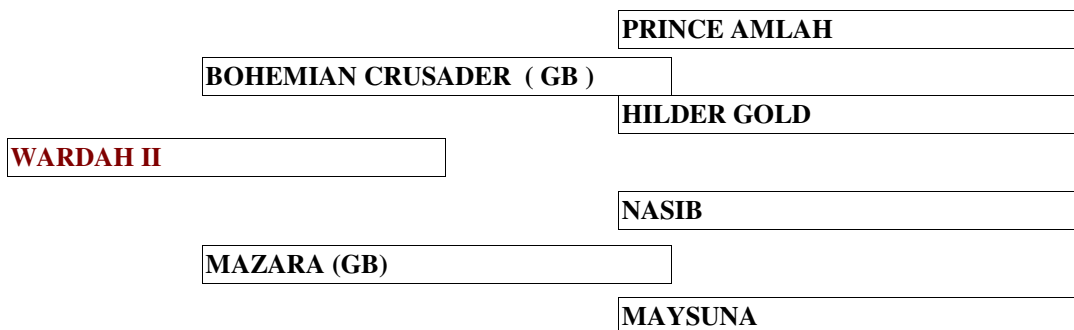 PRINCE AMLAH
BOHEMIAN CRUSADER ( GB )
HILDER GOLD
WARDAH II
NASIB
MAZARA (GB)
MAYSUNA